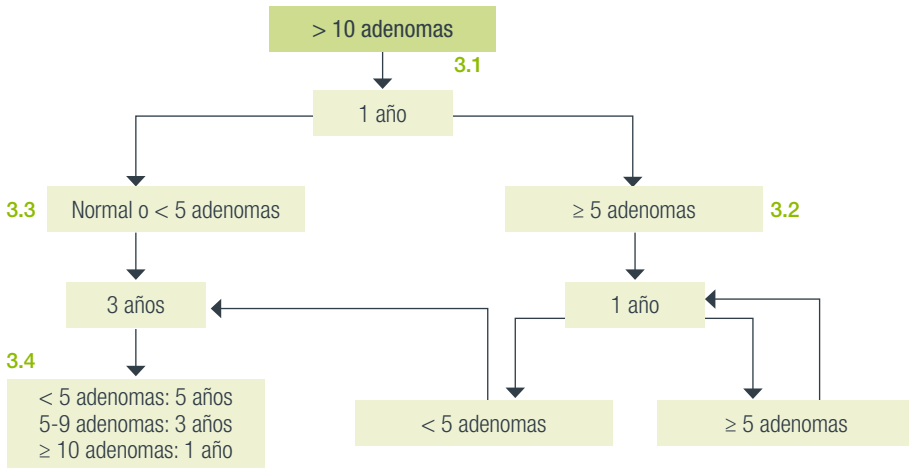 > 10 adenomas
3.1
1 año
3.3
Normal o < 5 adenomas
≥ 5 adenomas
3.2
3 años
1 año
3.4
< 5 adenomas: 5 años
5-9 adenomas: 3 años
≥ 10 adenomas: 1 año
< 5 adenomas
≥ 5 adenomas